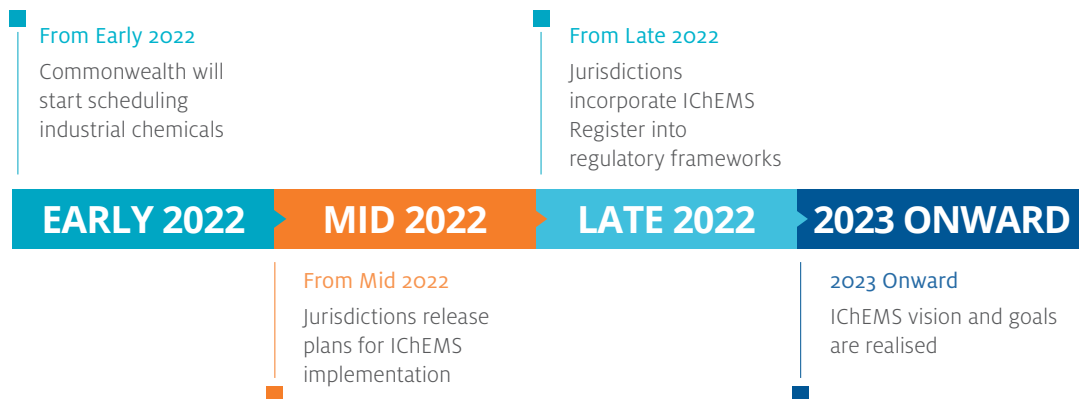 From Early 2022
Commonwealth will
start scheduling
industrial chemicals
From Late 2022
Jurisdictions
incorporate IChEMS
Register into
regulatory frameworks
EARLY 2022
MID 2022
LATE 2022
2023 ONWARD
From Mid 2022
Jurisdictions release
plans for IChEMS
implementation
2023 Onward
IChEMS vision and goals
are realised